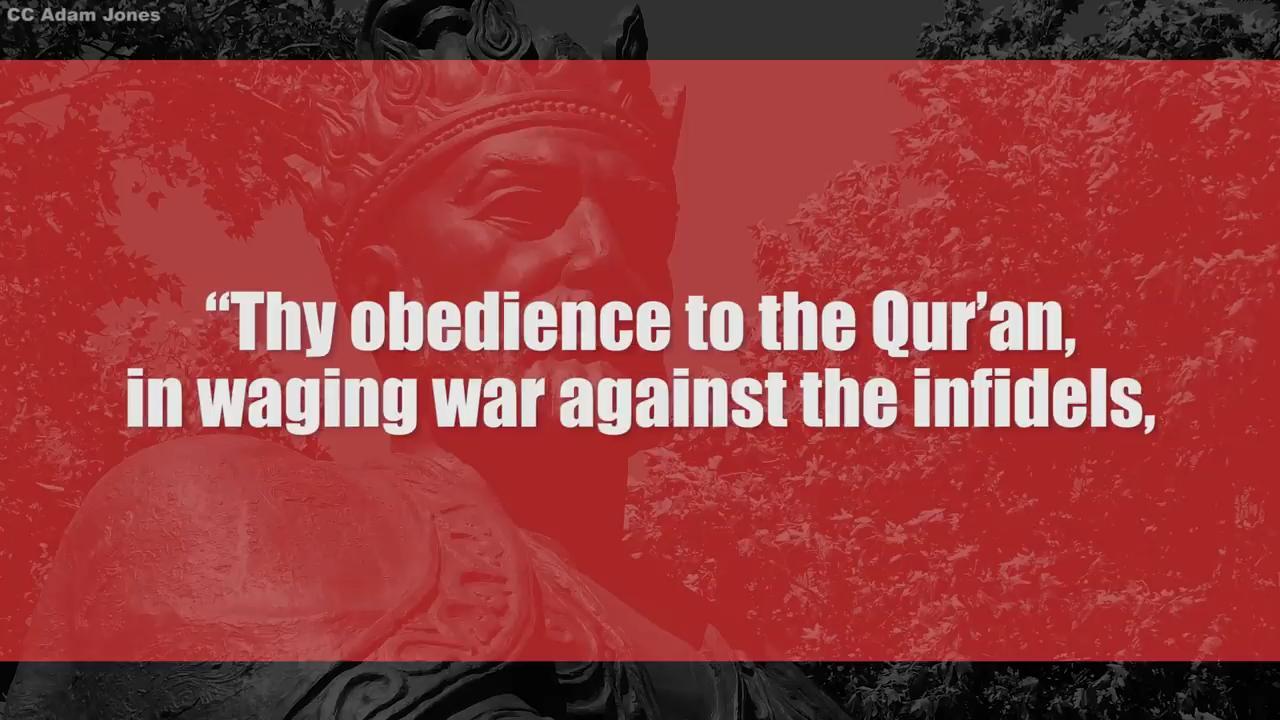 CC Adam Jones
“Thy obedience to the Qur’an,
in waging war against the infidels,